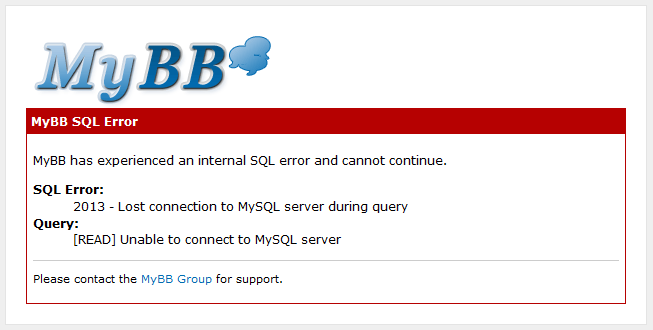 MyBB
MyBB SQL Error
MyBB has experienced an internal SQL error and cannot continue.
SQL Error:
2013 - Lost connection to MySQL server during query
Query:
[READ] Unable to connect to MySQL server
Please contact the MyBB Group for support.